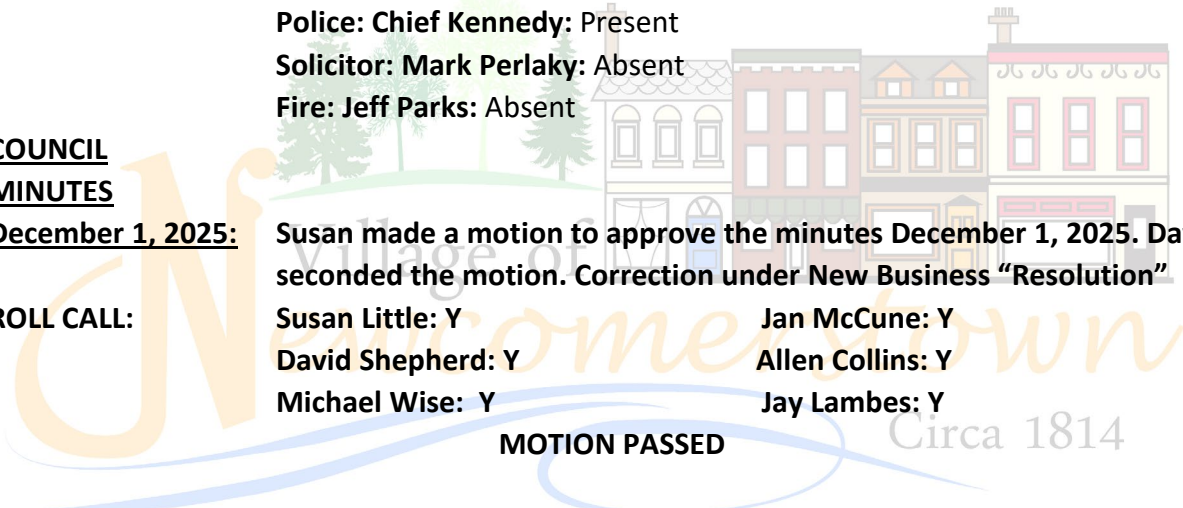 Police: Chief Kennedy: Present
Solicitor: Mark Perlaky: Absent
Fire: Jeff Parks: Absent
COUNCIL
MINUTES
December 1, 2025: Susan made a motion to approve the minutes December 1, 2025.
seconded the motion. Correction under New Business “Resolution”
ROLL CALL: Susan Little: Y Jan McCune: Y
David Shepherd: Y Allen Collins: Y
Michael Wise: Y Jay Lambes: Y
MOTION PASSED
Village of
Newcomerstown
Circa 1814